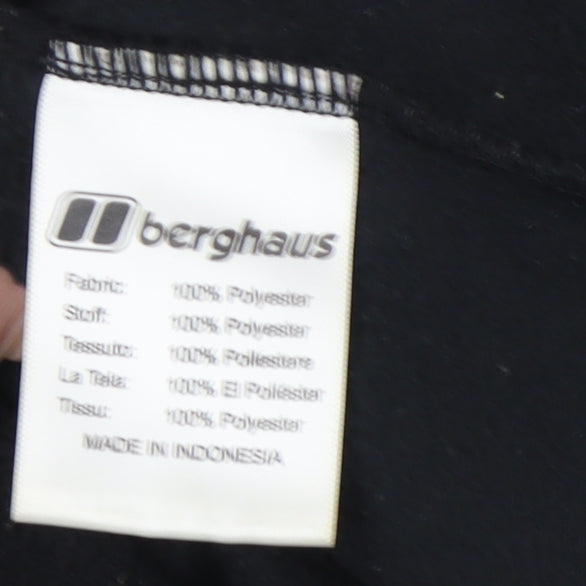 berghaus
Fabric: 100% Polyester
Stoff: 100% Polyester
Tessuto: 100% Poliestere
La Tela: 100% El Poliéster
Tissu: 100% Polyester
MADE IN INDONESIA